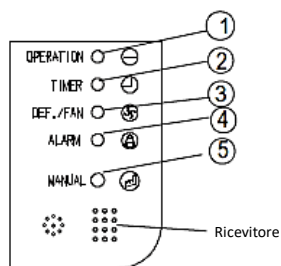 1
OPERATION
2
TIMER
3
DEF./FAN
4
ALARM
5
MANUAL
Ricevitore